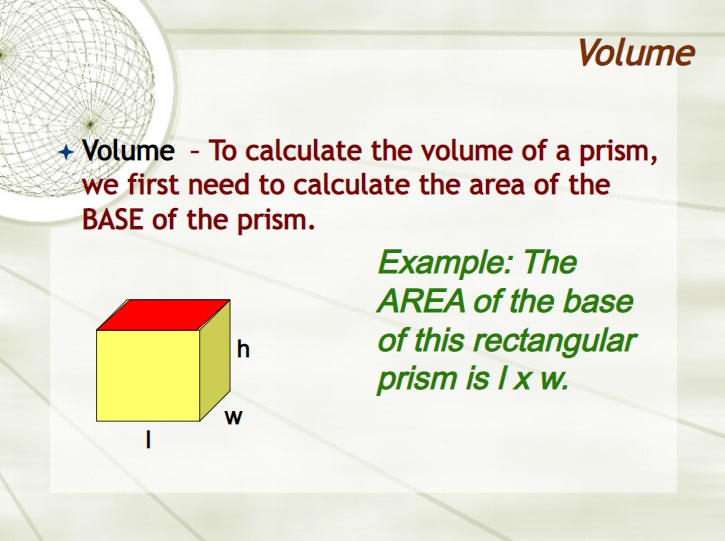 Volume
Volume – To calculate the volume of a prism,
we first need to calculate the area of the
BASE of the prism.
Example: The
AREA of the base
of this rectangular
prism is l x w.
h
w
l